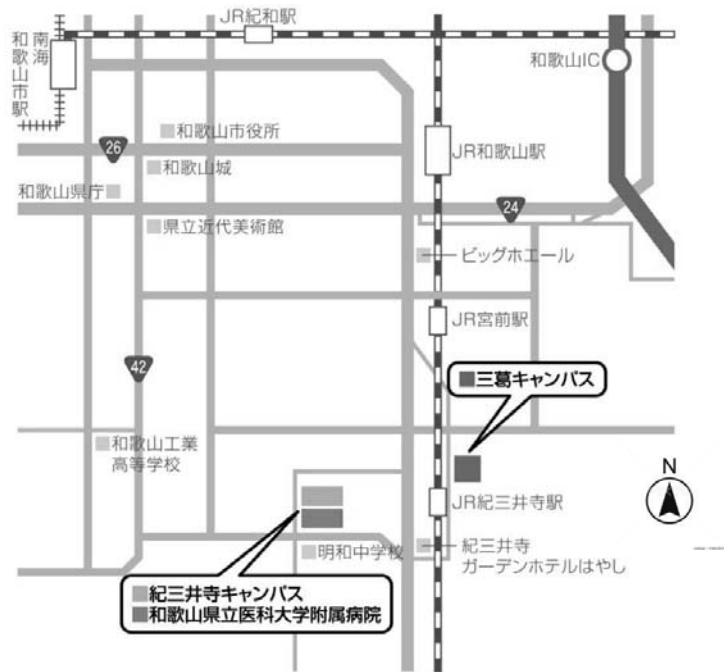 JR紀和駅
南海
和歌山市駅
和歌山IC
■和歌山市役所
26
JR和歌山駅
■和歌山城
和歌山県庁■
24
■県立近代美術館
ビッグホエール
JR宮前駅
42
■三葛キャンパス
■和歌山工業
高等学校
N
JR紀三井寺駅
■明和中学校
紀三井寺
ガーデンホテルはやし
■紀三井寺キャンパス
■和歌山県立医科大学附属病院